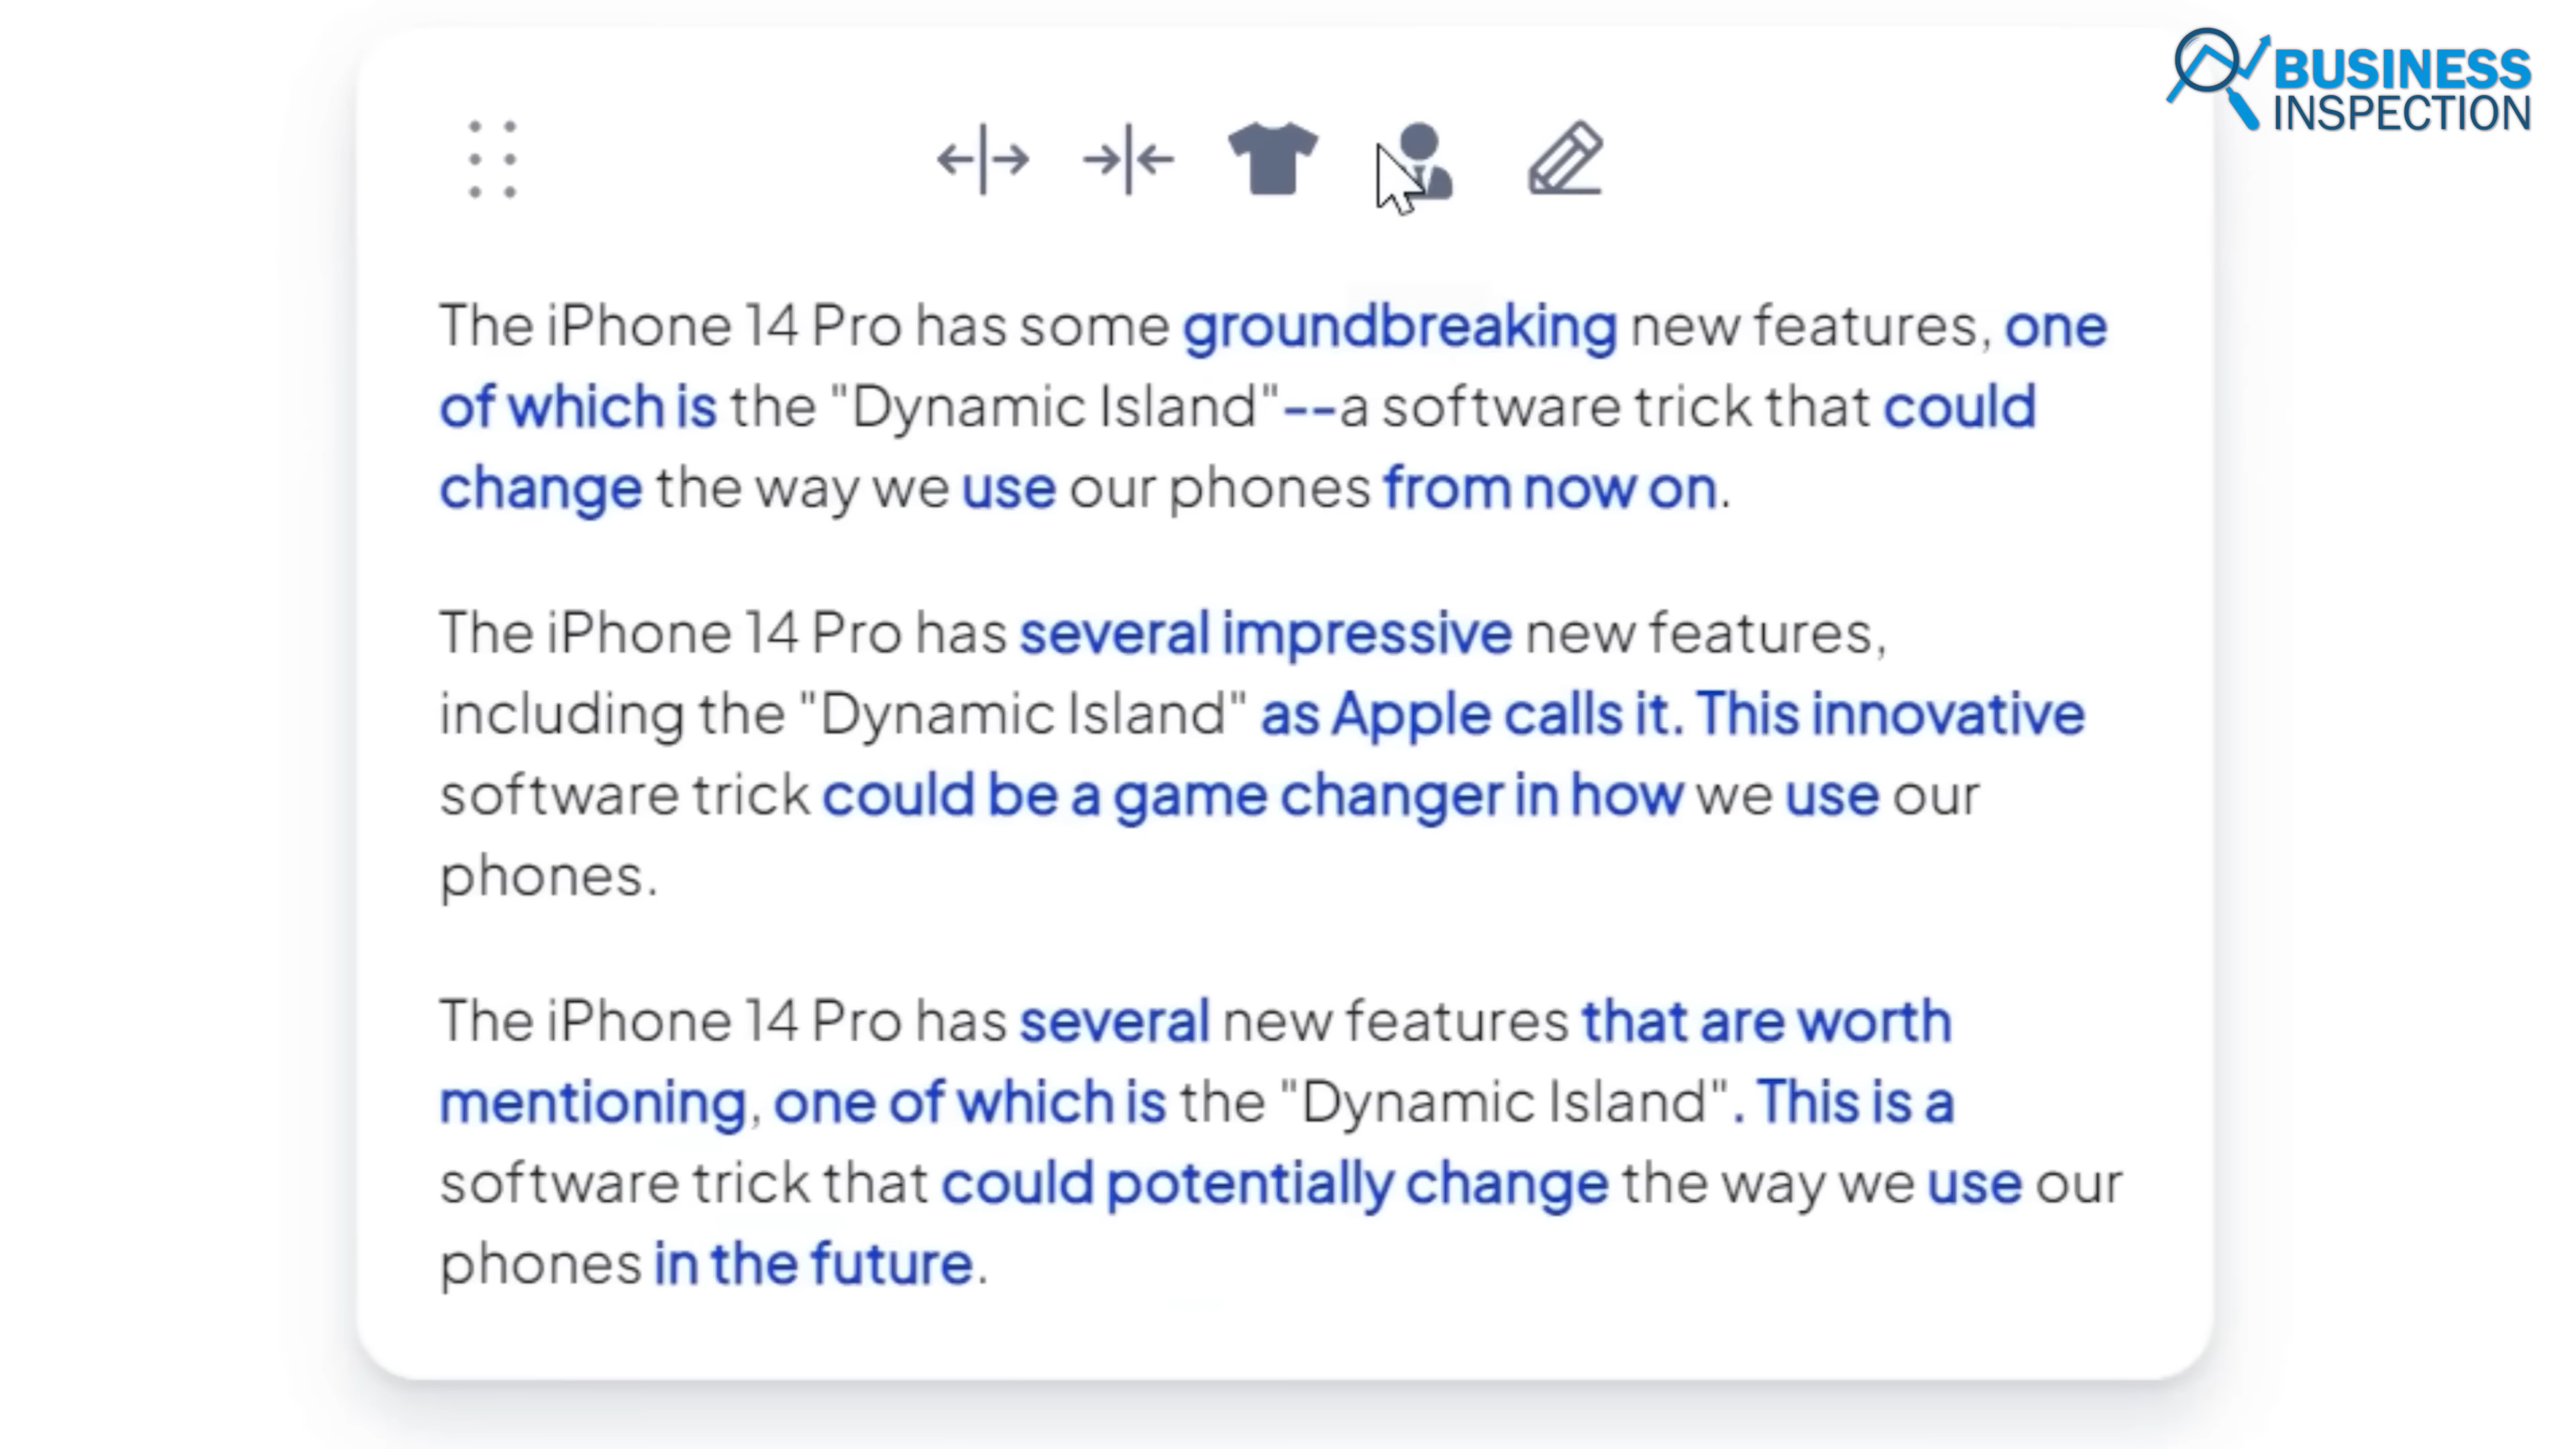 BUSINESS
INSPECTION
The iPhone 14 Pro has some groundbreaking new features, one
of which is the "Dynamic Island"--a software trick that could
change the way we use our phones from now on.
The iPhone 14 Pro has several impressive new features,
including the "Dynamic Island" as Apple calls it. This innovative
software trick could be a game changer in how we use our
phones.
The iPhone 14 Pro has several new features that are worth
mentioning, one of which is the "Dynamic Island". This is a
software trick that could potentially change the way we use our
phones in the future.